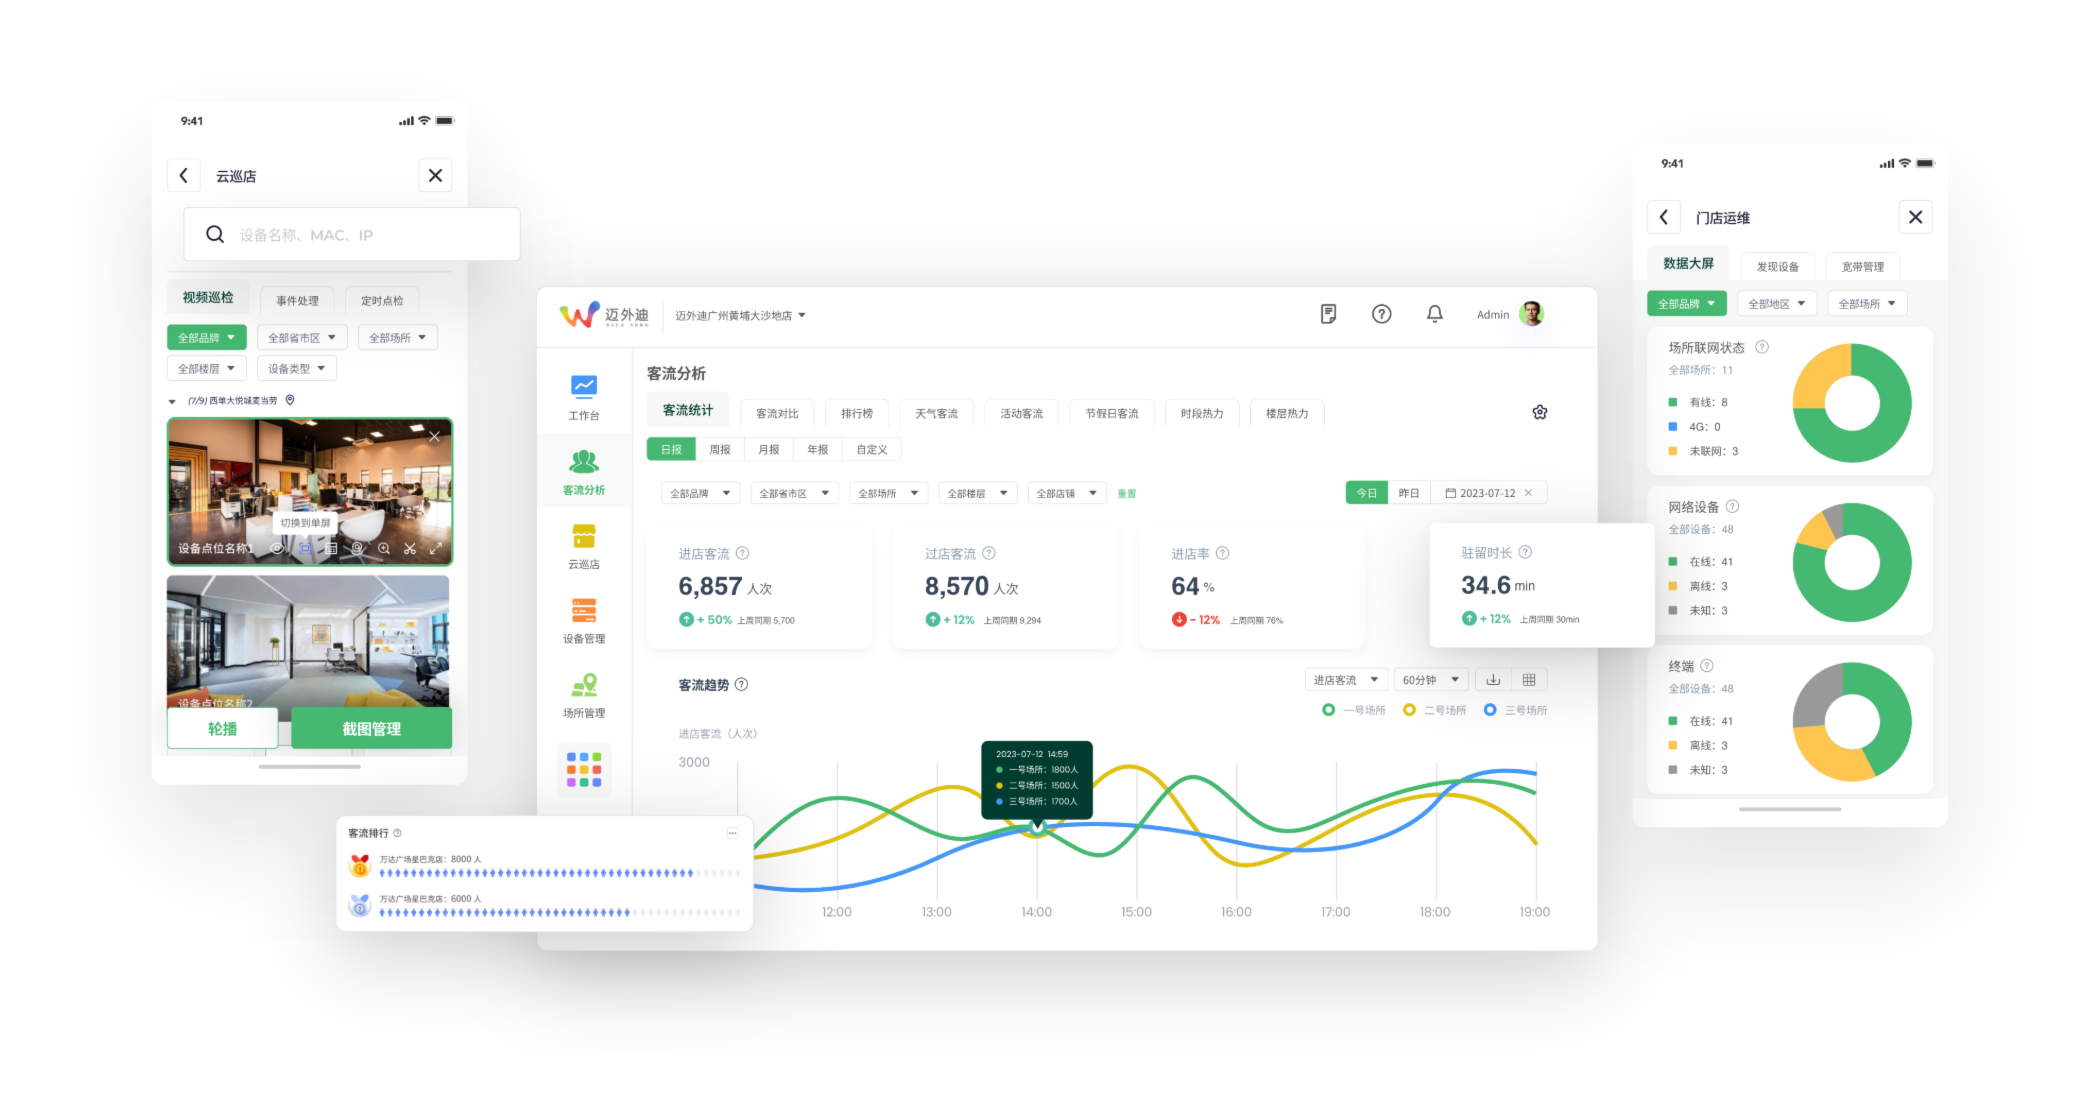 9:41
云巡店
设备名称、MAC、IP
视频巡检
事件处理
定时点检
全部品牌
全部省市区
全部场所
全部楼层
设备类型
(7/9) 西单大悦城麦当劳
切换到单屏
设备点位名称1
设备点位名称2
轮播
截图管理
迈外迪
迈外迪广州黄埔大沙地店
Admin
工作台
客流分析
云巡店
设备管理
场所管理
客流分析
客流统计
客流对比
排行榜
天气客流
活动客流
节假日客流
时段热力
楼层热力
日报
周报
月报
年报
自定义
全部品牌
全部省市区
全部场所
全部楼层
全部店铺
重置
今日
昨日
2023-07-12
进店客流
6,857 人次
+ 50% 上周同期 5,700
过店客流
8,570 人次
+ 12% 上周同期 9,294
进店率
64 %
- 12% 上周同期 76%
驻留时长
34.6 min
+ 12% 上周同期 30min
客流趋势
进店客流
60分钟
一号场所
二号场所
三号场所
进店客流（人次）
3000
2023-07-12 14:59
一号场所：1800人
二号场所：1500人
三号场所：1700人
12:00
13:00
14:00
15:00
16:00
17:00
18:00
19:00
客流排行
万达广场星巴克店：8000 人
万达广场星巴克店：6000 人
9:41
门店运维
数据大屏
发现设备
宽带管理
全部品牌
全部地区
全部场所
场所联网状态
全部场所：11
有线：8
4G：0
未联网：3
网络设备
全部设备：48
在线：41
离线：3
未知：3
终端
全部设备：48
在线：41
离线：3
未知：3